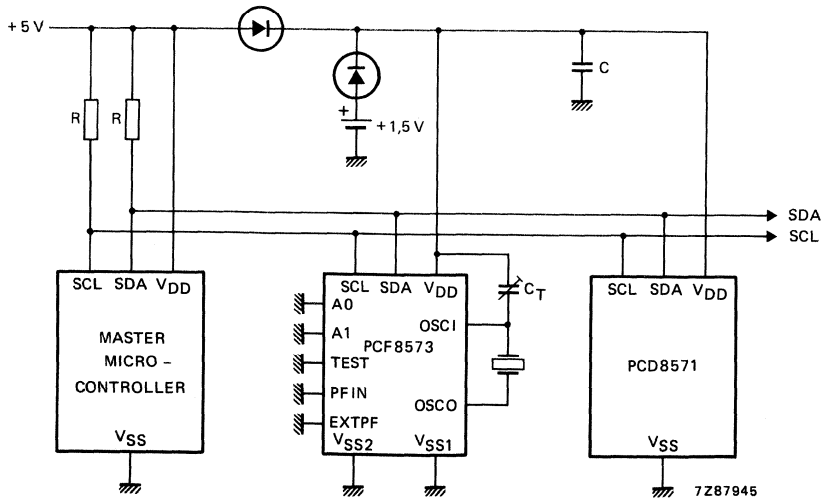 +5V
C
R
R
+
+1,5 V
SDA
SCL
SCL SDA VDD
MASTER
MICRO-
CONTROLLER
VSS
SCL SDA VDD
A0
A1
TEST
PFIN
EXTPF
OSCI
PCF8573
OSCO
VSS2
VSS1
CT
SCL SDA VDD
PCD8571
VSS
7Z87945